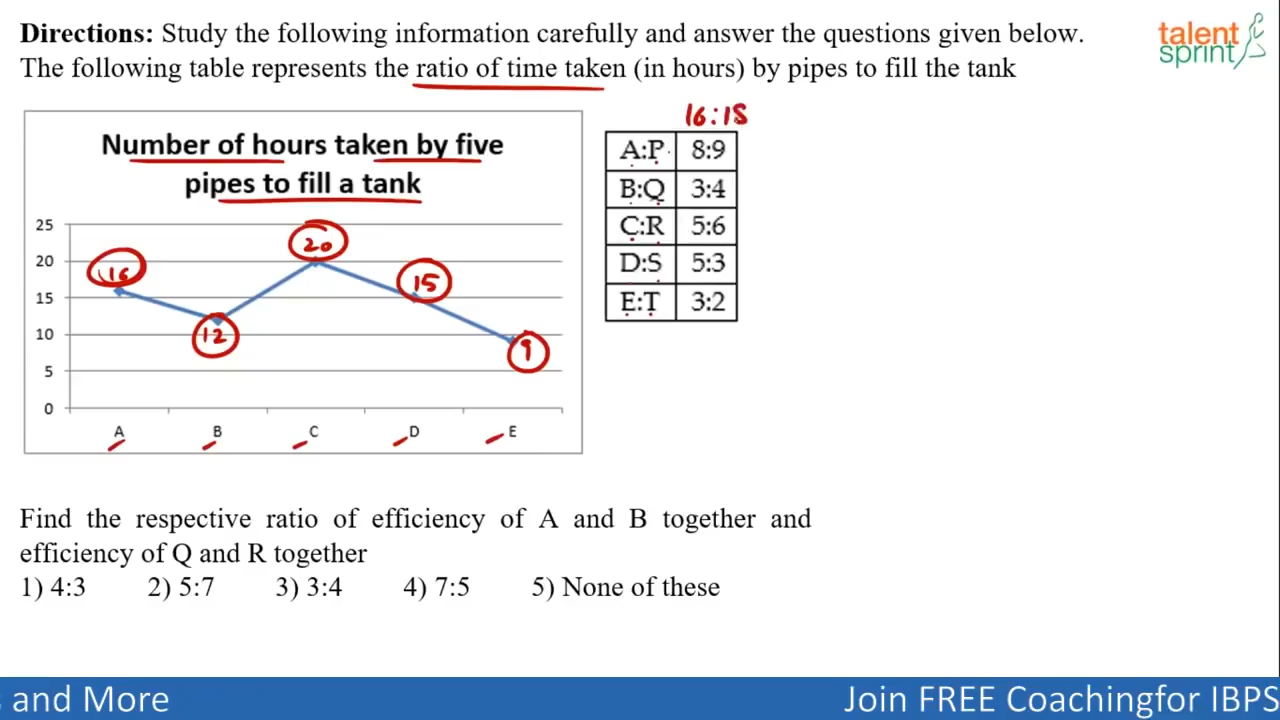 Directions: Study the following information carefully and answer the questions given below.
The following table represents the ratio of time taken (in hours) by pipes to fill the tank
talent
sprint
Number of hours taken by five
pipes to fill a tank
25
20
15
10
5
0
16
12
20
15
9
A B C D E
16:18
A:P 8:9
B:Q 3:4
C:R 5:6
D:S 5:3
E:T 3:2
Find the respective ratio of efficiency of A and B together and
efficiency of Q and R together
1) 4:3 2) 5:7 3) 3:4 4) 7:5 5) None of these
s and More Join FREE Coachingfor IBPS